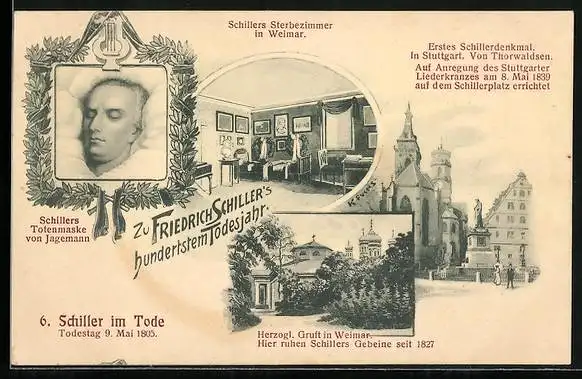 Schillers Sterbezimmer
in Weimar.
Erstes Schillerdenkmal.
In Stuttgart. Von Thorwaldsen.
Auf Anregung des Stuttgarter
Liederkranzes am 8. Mai 1839
auf dem Schillerplatz errichtet
Schillers
Totenmaske
von Jagemann
Zu FRIEDRICH SCHILLER'S
hundertstem Todesjahr.
6. Schiller im Tode
Todestag 9. Mai 1805.
Herzogl. Gruft in Weimar.
Hier ruhen Schillers Gebeine seit 1827